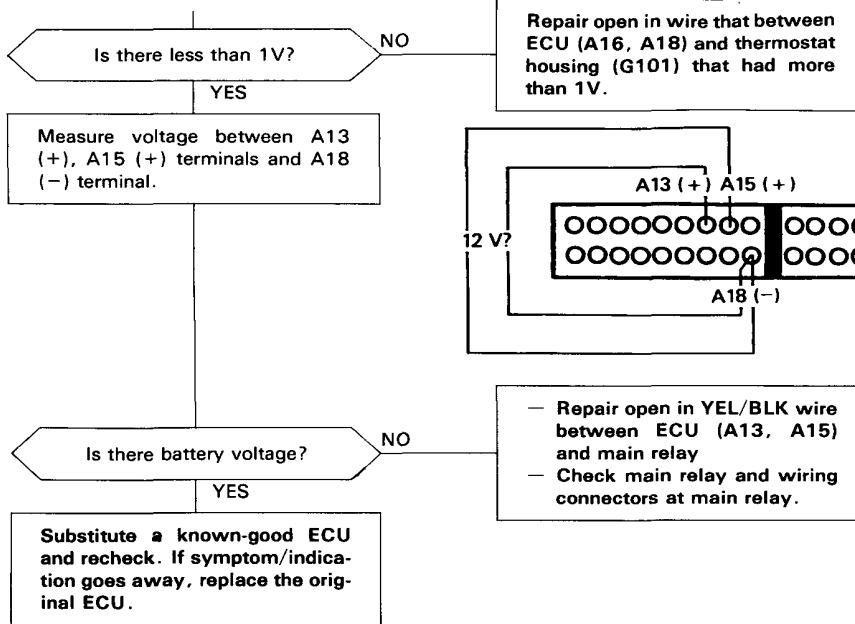 Repair open in wire that between
ECU (A16, A18) and thermostat
housing (G101) that had more
than 1V.
Is there less than 1V?
NO
YES
Measure voltage between A13
(+), A15 (+) terminals and A18
(−) terminal.
A13 (+) A15 (+)
12 V?
A18 (−)
Is there battery voltage?
NO
YES
— Repair open in YEL/BLK wire
between ECU (A13, A15)
and main relay
— Check main relay and wiring
connectors at main relay.
Substitute a known-good ECU
and recheck. If symptom/indica-
tion goes away, replace the orig-
inal ECU.